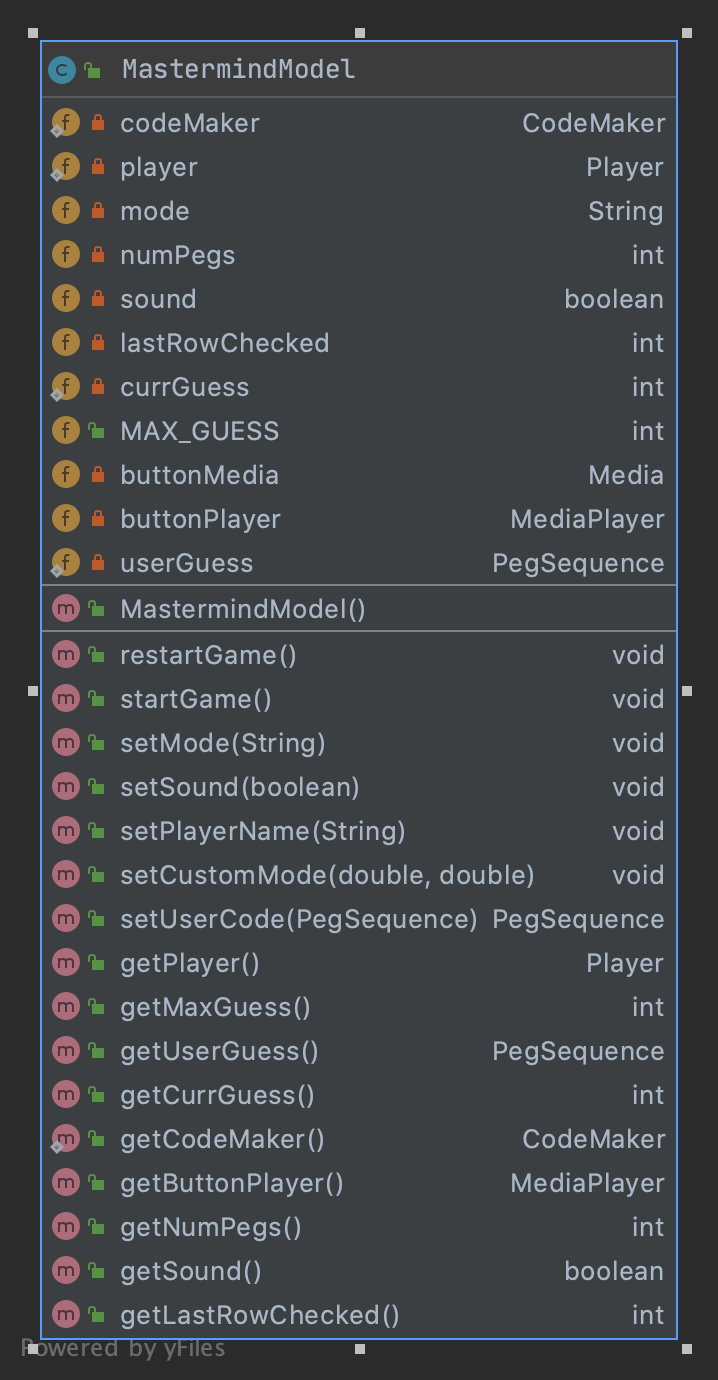 MastermindModel
codeMaker CodeMaker
player Player
mode String
numPegs int
sound boolean
lastRowChecked int
currGuess int
MAX_GUESS int
buttonMedia Media
buttonPlayer MediaPlayer
userGuess PegSequence
MastermindModel()
restartGame() void
startGame() void
setMode(String) void
setSound(boolean) void
setPlayerName(String) void
setCustomMode(double, double) void
setUserCode(PegSequence) PegSequence
getPlayer() Player
getMaxGuess() int
getUserGuess() PegSequence
getCurrGuess() int
getCodeMaker() CodeMaker
getButtonPlayer() MediaPlayer
getNumPegs() int
getSound() boolean
getLastRowChecked() int
Powered by yFiles